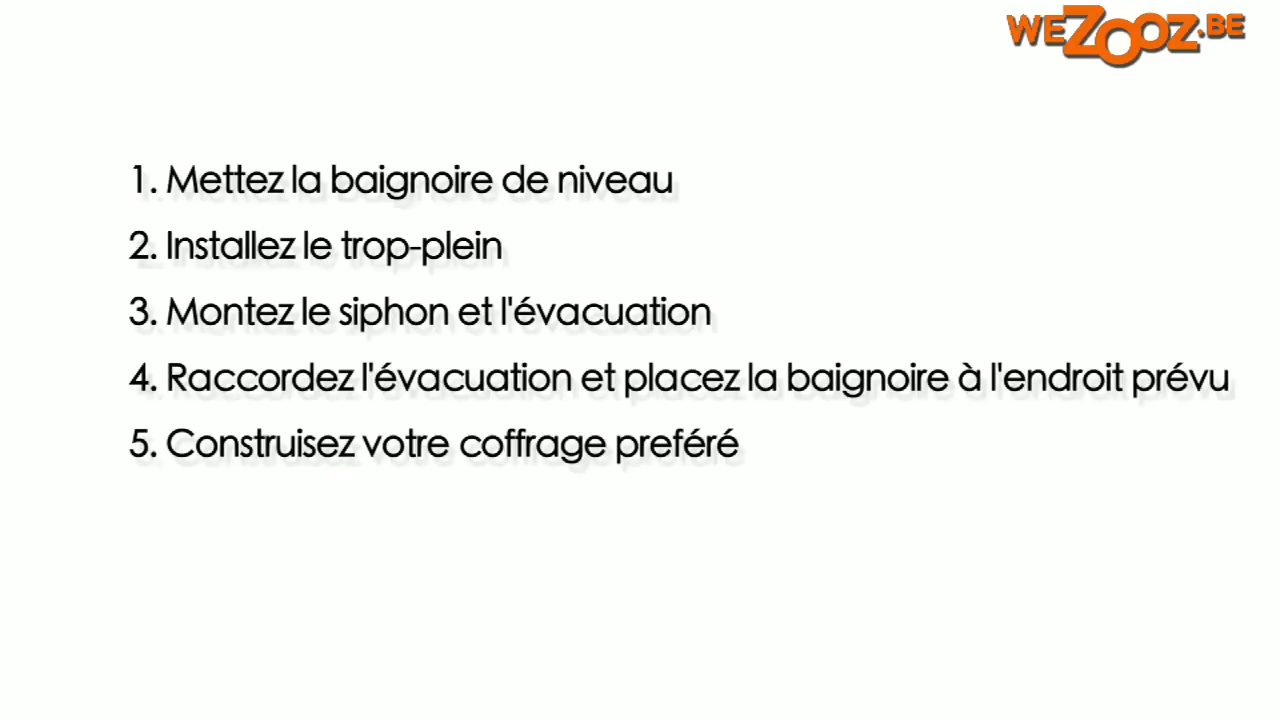 WEZOOZ.BE
1. Mettez la baignoire de niveau
2. Installez le trop-plein
3. Montez le siphon et l'évacuation
4. Raccordez l'évacuation et placez la baignoire à l'endroit prévu
5. Construisez votre coffrage preféré